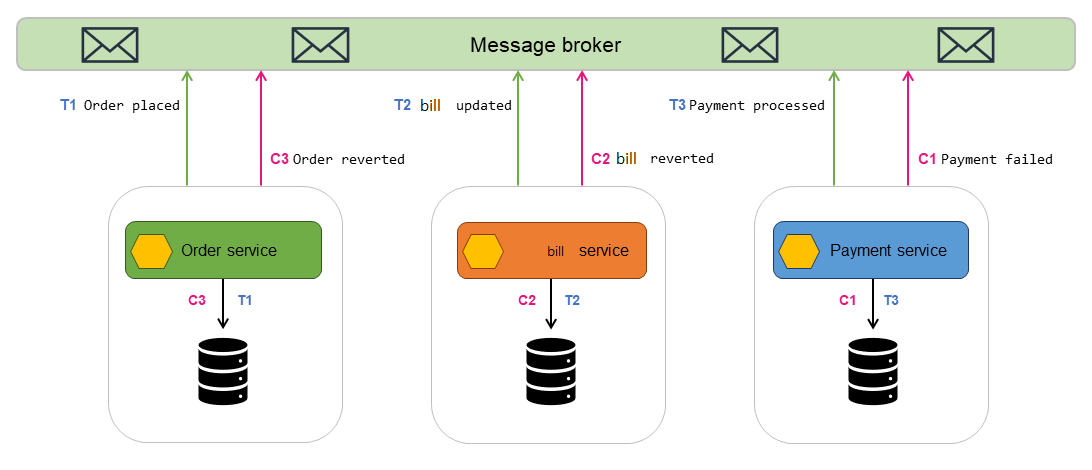 Message broker
T1 Order placed
T2 bill updated
T3 Payment processed
C3 Order reverted
C2 bill reverted
C1 Payment failed
Order service
bill service
Payment service
C3 T1
C2 T2
C1 T3